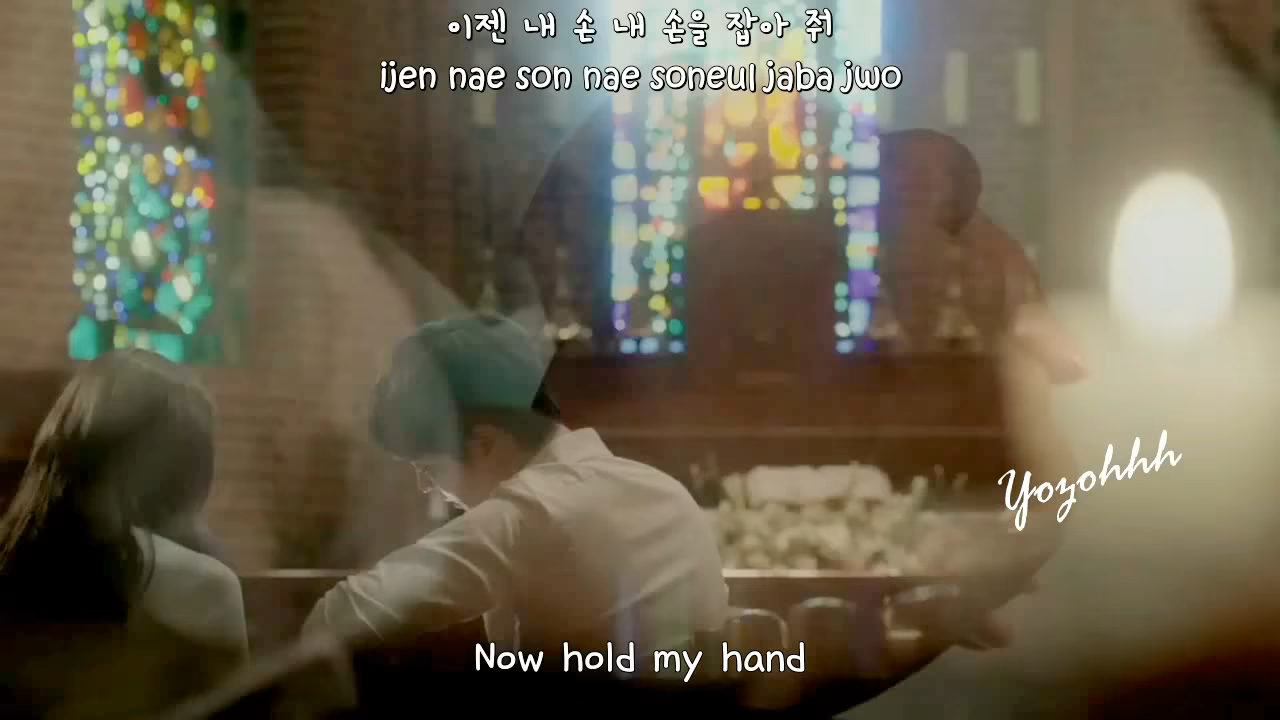 이젠 내 손 내 손을 잡아 줘
ijen nae son nae soneul jaba jwo
Yozohhh
Now hold my hand